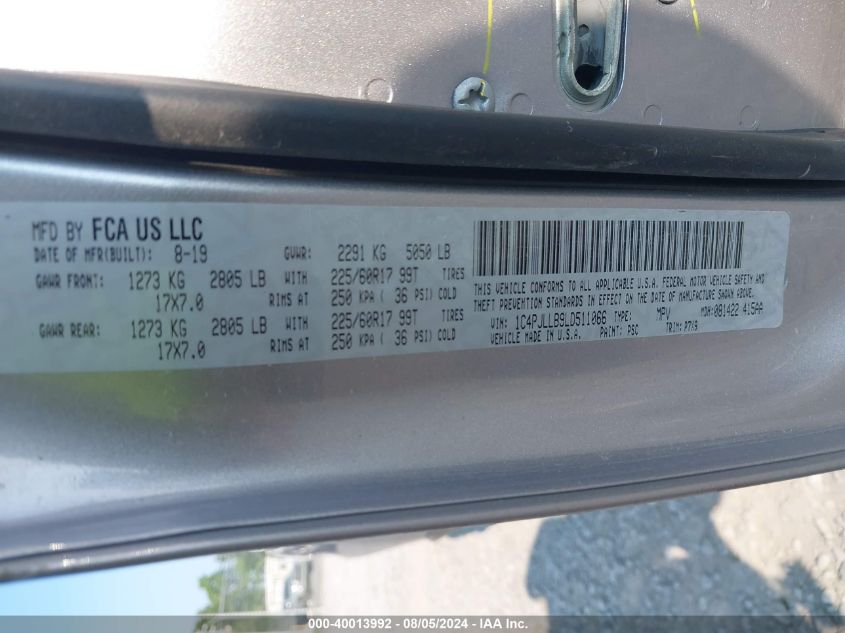 MFD BY FCA US LLC
DATE OF MFR(BUILT): 8-19 GVWR: 2291 KG 5050 LB
GAWR FRONT: 1273 KG 2805 LB WITH 225/60R17 99T TIRES
17X7.0 RIMS AT 250 KPA ( 36 PSI) COLD
GAWR REAR: 1273 KG 2805 LB WITH 225/60R17 99T TIRES
17X7.0 RIMS AT 250 KPA ( 36 PSI) COLD
THIS VEHICLE CONFORMS TO ALL APPLICABLE U.S.A. FEDERAL MOTOR VEHICLE SAFETY AND
THEFT PREVENTION STANDARDS IN EFFECT ON THE DATE OF MANUFACTURE SHOWN ABOVE.
VIN: 1C4PJLLB9LD511066 TYPE: MPV MDH: 081422 415AA
VEHICLE MADE IN U.S.A. PAINT: PSC TRIM:
000-40013992 - 08/05/2024 - IAA Inc.